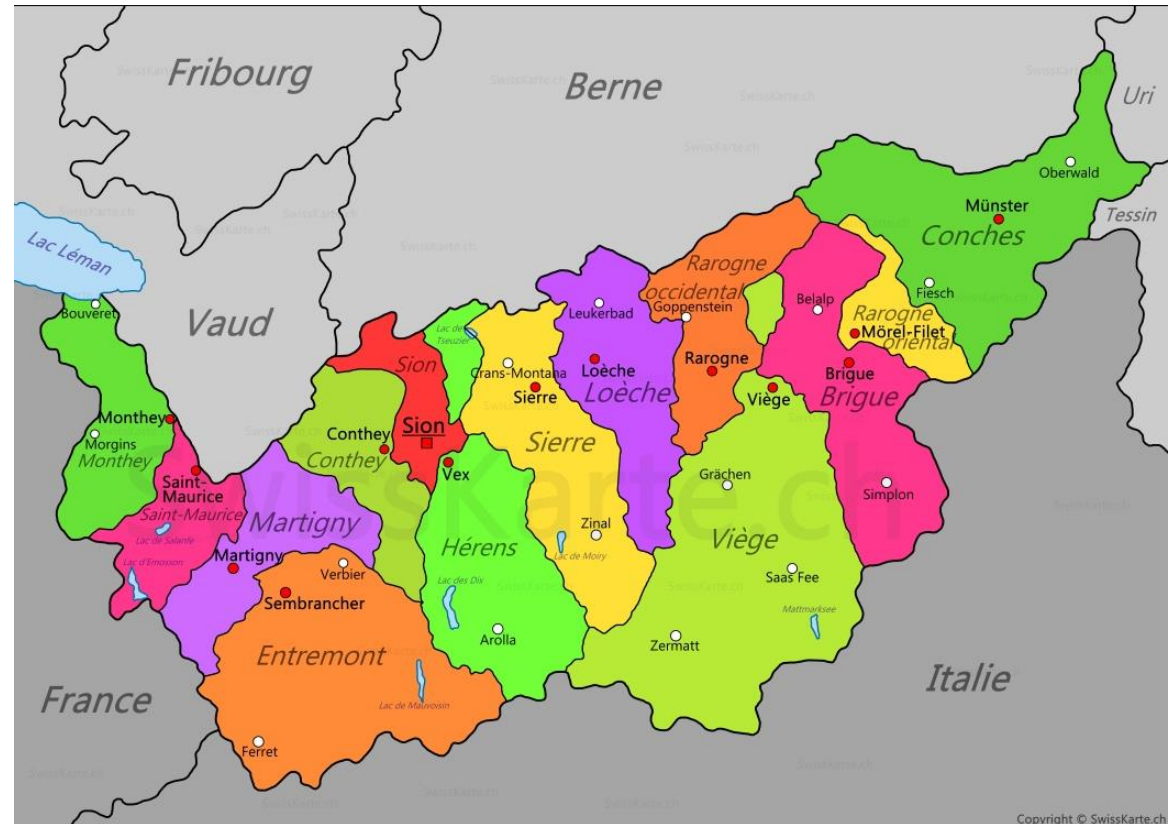 Fribourg
Berne
Uri
Oberwald
Münster
Tessin
Conches
Lac Léman
Rarogne
occidental
Goppenstein
Fiesch
Belalp
Leukerbad
Bouveret
Rarogne
oriental
Mörel-Filet
Vaud
Lac de
Tseuzier
Sion
Crans-Montana
Loèche
Rarogne
Brigue
Sierre
Loèche
Viège
Brigue
Monthey
Morgins
Monthey
Conthey
Conthey
Sion
Sierre
Saint-
Maurice
Saint-Maurice
Vex
Grächen
Simplon
Martigny
Lac de Salanfe
Lac d'Emosson
Hérens
Zinal
Lac de Moiry
Viège
Martigny
Verbier
Sembrancher
Lac des Dix
Saas Fee
Mattmarksee
Arolla
Zermatt
Entremont
France
Lac de Mauvoisin
Italie
Ferret
SwissKarte.ch
Copyright © SwissKarte.ch